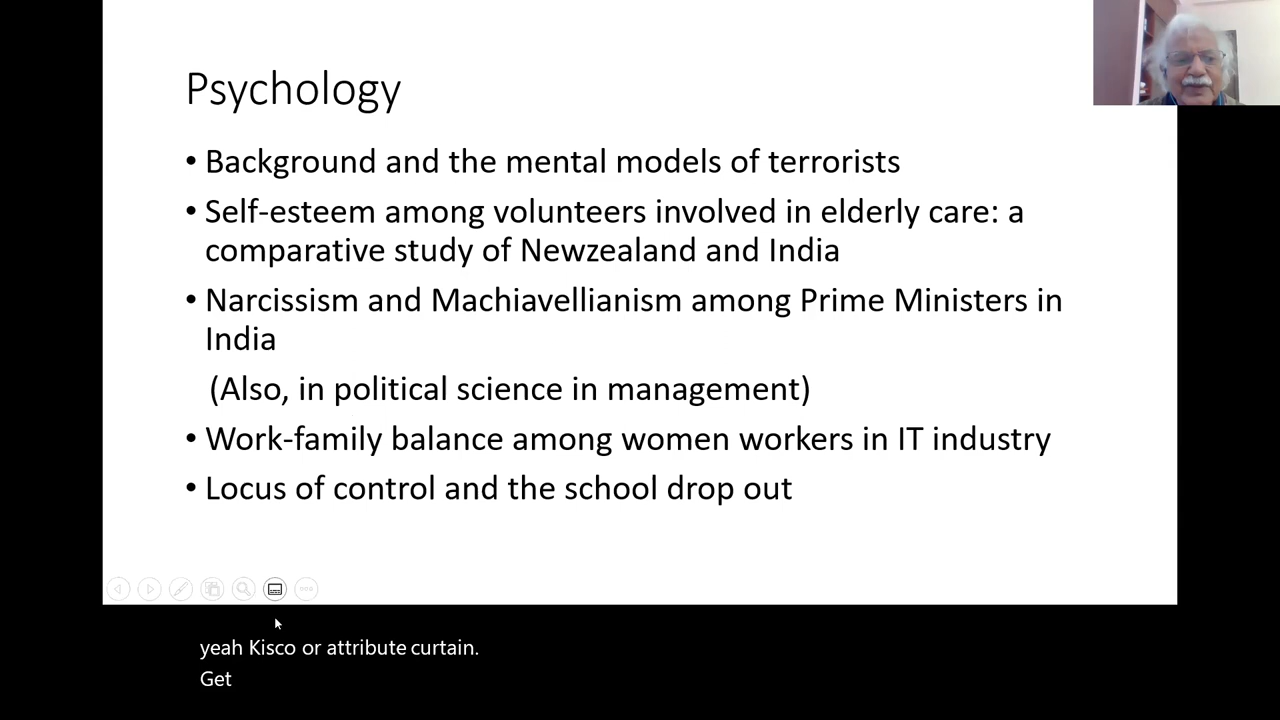 Psychology
• Background and the mental models of terrorists
• Self-esteem among volunteers involved in elderly care: a
comparative study of Newzealand and India
• Narcissism and Machiavellianism among Prime Ministers in
India
(Also, in political science in management)
• Work-family balance among women workers in IT industry
• Locus of control and the school drop out
yeah Kisco or attribute curtain.
Get